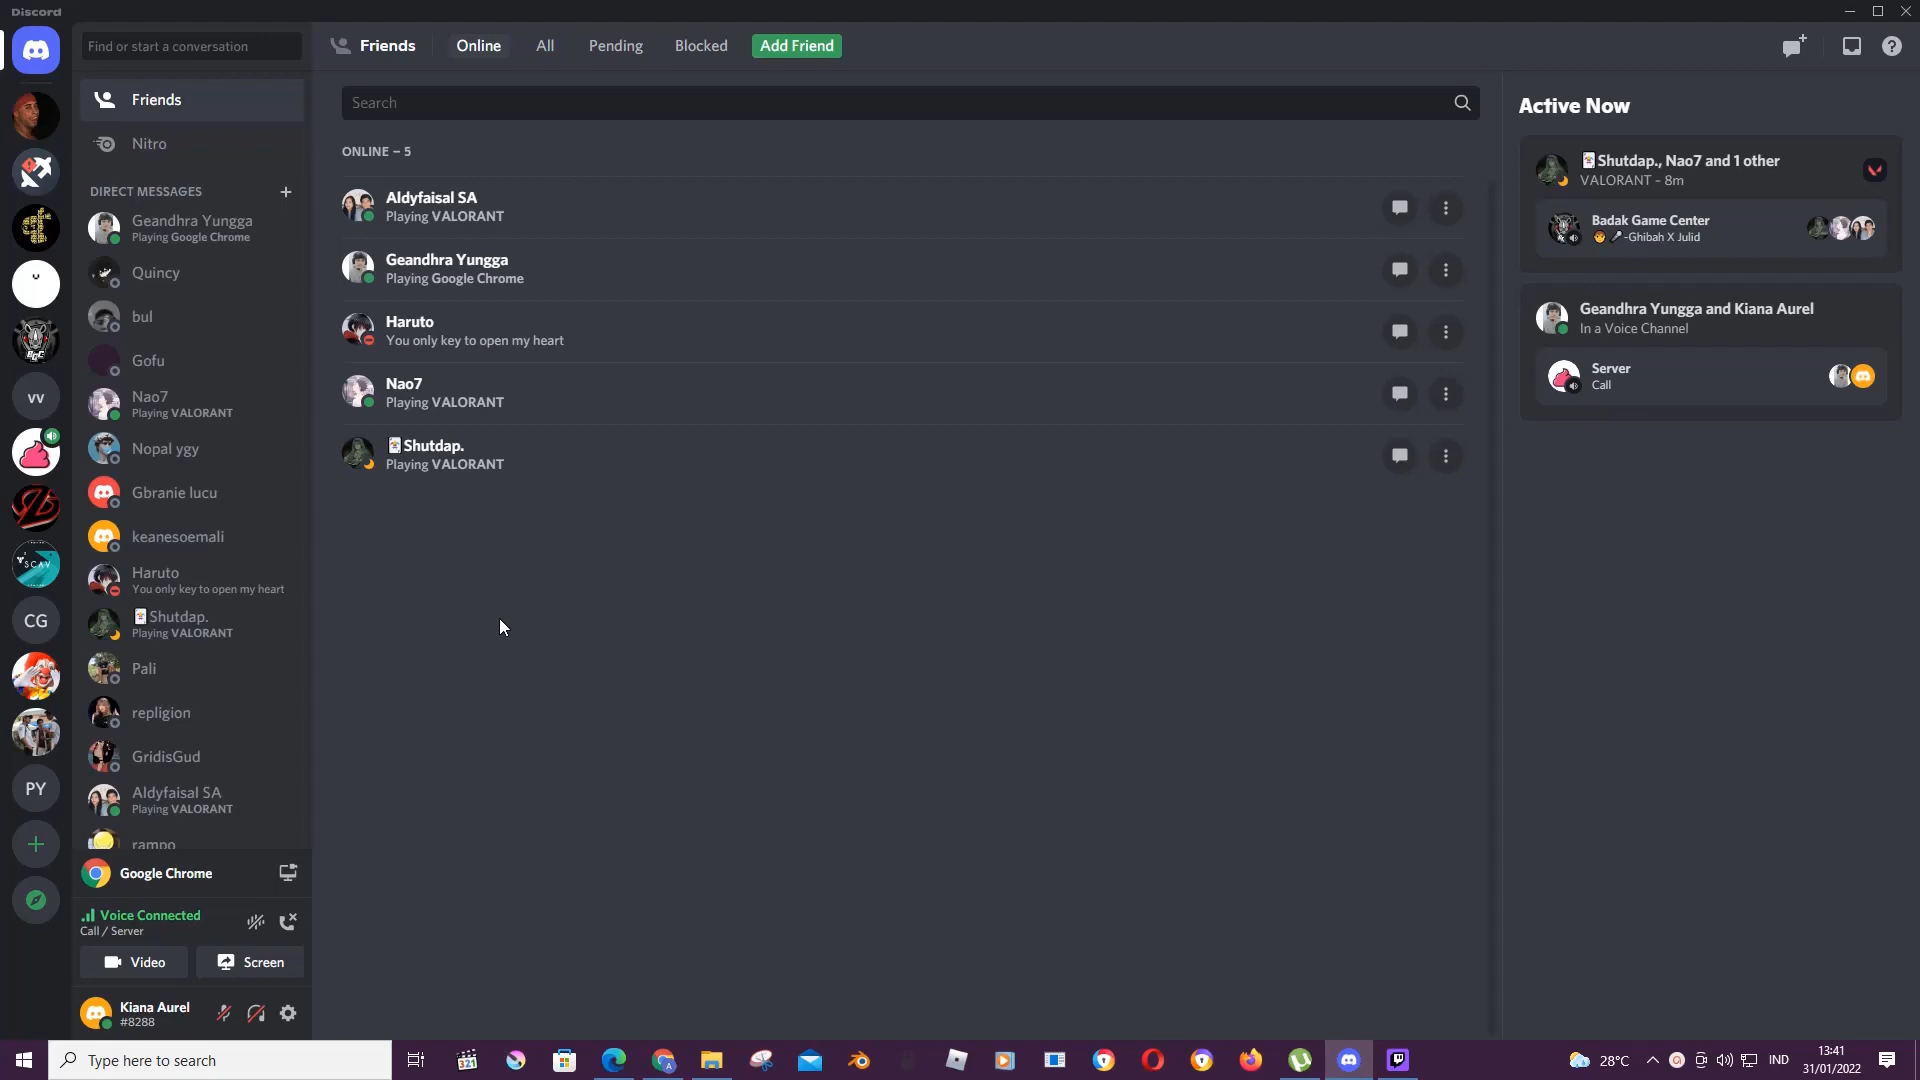 Discord
Find or start a conversation
Friends
Online
All
Pending
Blocked
Add Friend
Friends
Nitro
DIRECT MESSAGES
Geandhra Yungga
Playing Google Chrome
Quincy
bul
Gofu
Nao7
Playing VALORANT
Nopal ygy
Gbranie lucu
keanesoemali
Haruto
You only key to open my heart
Shutdap.
Playing VALORANT
Pali
repligion
GridisGud
Aldyfaisal SA
Playing VALORANT
rampo
Google Chrome
Voice Connected
Call / Server
Video
Screen
Kiana Aurel
#8288
vv
BGC
SCAV
CG
PY
Search
ONLINE – 5
Aldyfaisal SA
Playing VALORANT
Geandhra Yungga
Playing Google Chrome
Haruto
You only key to open my heart
Nao7
Playing VALORANT
Shutdap.
Playing VALORANT
Active Now
Shutdap., Nao7 and 1 other
VALORANT - 8m
Badak Game Center
-Ghibah X Julid
Geandhra Yungga and Kiana Aurel
In a Voice Channel
Server
Call
Type here to search
28°C
IND
13:41
31/01/2022